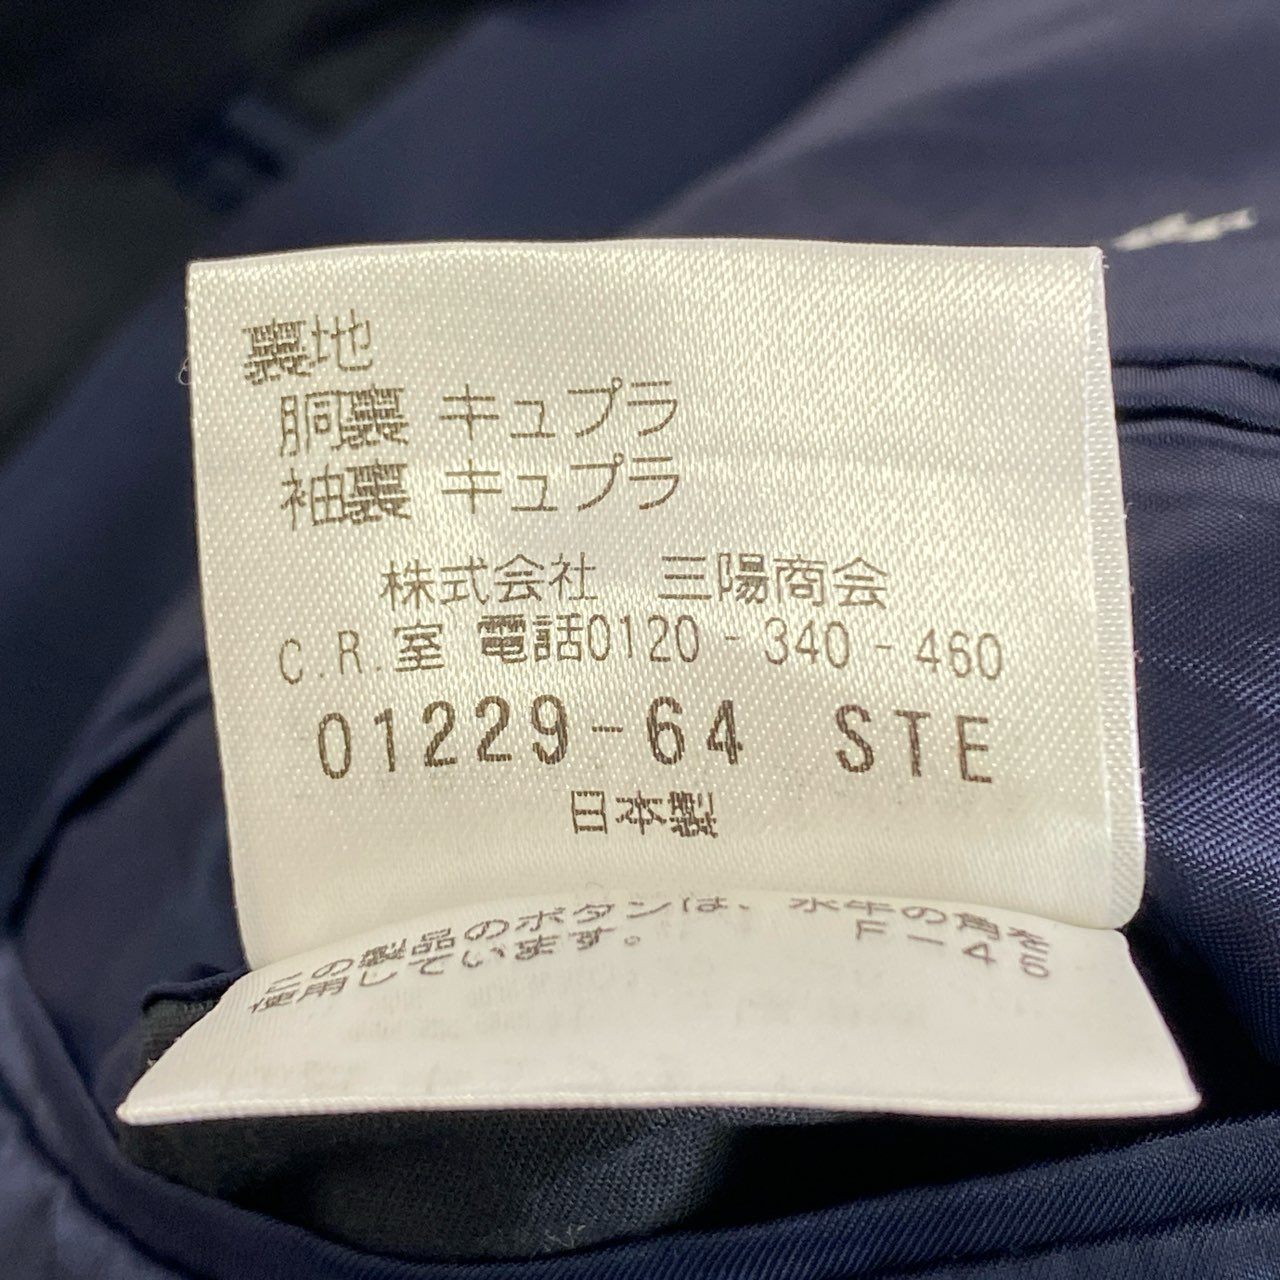 裏地
胴裏 キュプラ
袖裏 キュプラ
株式会社 三陽商会
C.R.室 電話0120-340-460
01229-64 STE
日本製
この製品のボタンは、水牛の角を
使用しています。 F-46